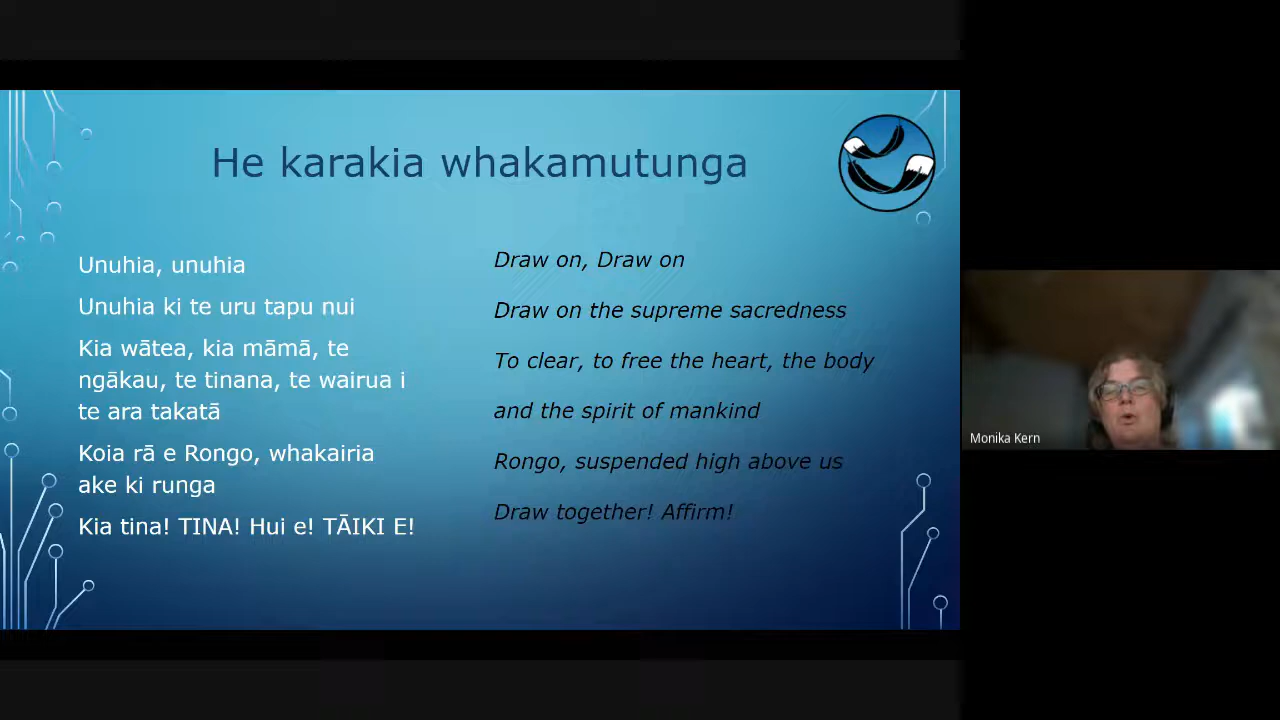 He karakia whakamutunga
Unuhia, unuhia
Unuhia ki te uru tapu nui
Kia wātea, kia māmā, te
ngākau, te tinana, te wairua i
te ara takatā
Koia rā e Rongo, whakairia
ake ki runga
Kia tina! TINA! Hui e! TĀIKI E!
Draw on, Draw on
Draw on the supreme sacredness
To clear, to free the heart, the body
and the spirit of mankind
Rongo, suspended high above us
Draw together! Affirm!
Monika Kern